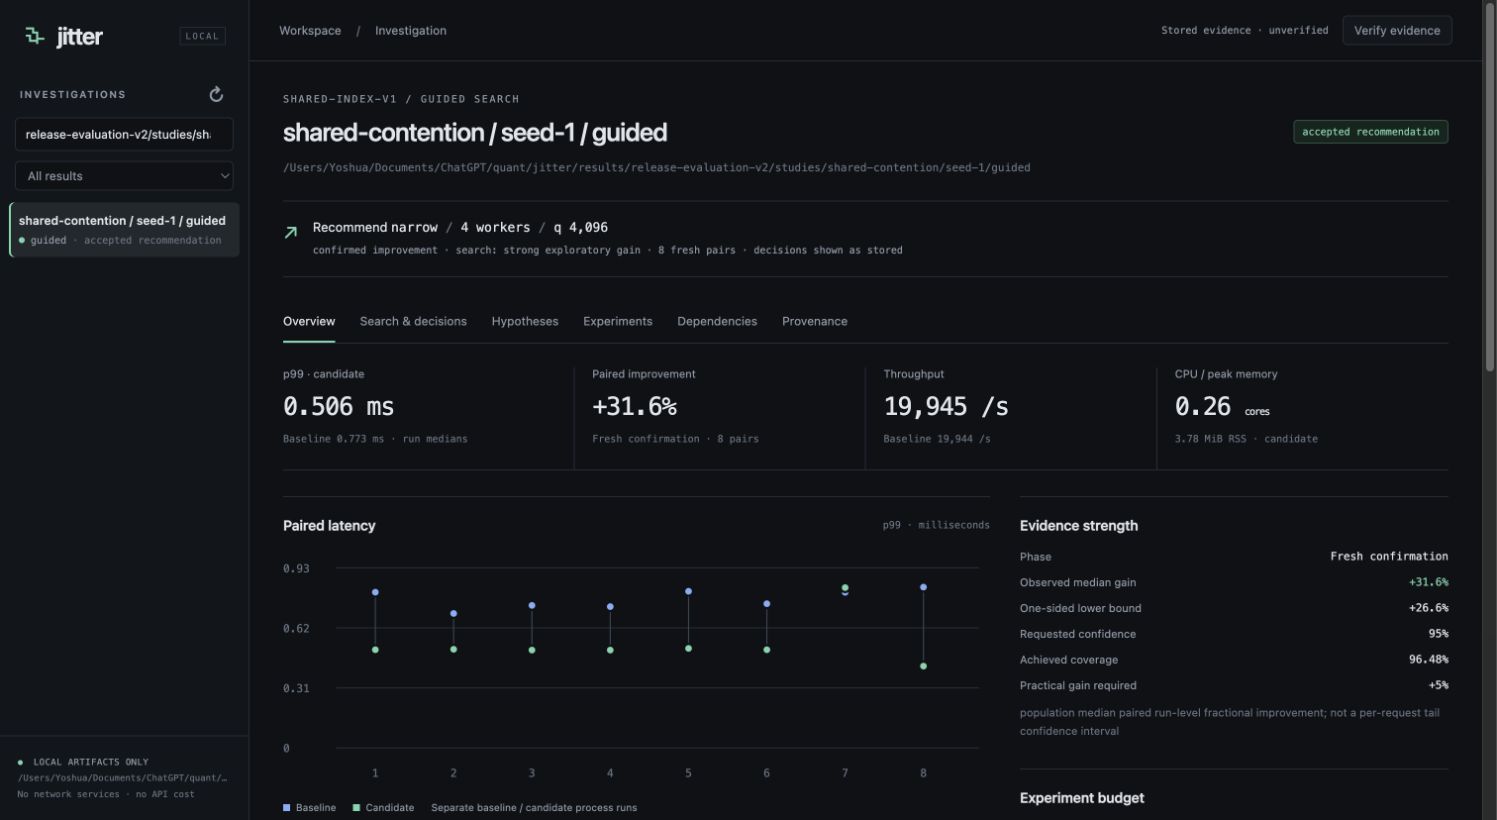 jitter
LOCAL
INVESTIGATIONS
release-evaluation-v2/studies/sh
All results
shared-contention / seed-1 / guided
guided · accepted recommendation
LOCAL ARTIFACTS ONLY
/Users/Yoshua/Documents/ChatGPT/quant/…
No network services · no API cost
Workspace / Investigation
Stored evidence · unverified
Verify evidence
SHARED-INDEX-V1 / GUIDED SEARCH
shared-contention / seed-1 / guided
accepted recommendation
/Users/Yoshua/Documents/ChatGPT/quant/jitter/results/release-evaluation-v2/studies/shared-contention/seed-1/guided
Recommend narrow / 4 workers / q 4,096
confirmed improvement · search: strong exploratory gain · 8 fresh pairs · decisions shown as stored
Overview Search & decisions Hypotheses Experiments Dependencies Provenance
p99 · candidate
0.506 ms
Baseline 0.773 ms · run medians
Paired improvement
+31.6%
Fresh confirmation · 8 pairs
Throughput
19,945 /s
Baseline 19,944 /s
CPU / peak memory
0.26 cores
3.78 MiB RSS · candidate
Paired latency
p99 · milliseconds
0.93
0.62
0.31
0
1 2 3 4 5 6 7 8
Baseline Candidate Separate baseline / candidate process runs
Evidence strength
Phase Fresh confirmation
Observed median gain +31.6%
One-sided lower bound +26.6%
Requested confidence 95%
Achieved coverage 96.48%
Practical gain required +5%
population median paired run-level fractional improvement; not a per-request tail
confidence interval
Experiment budget